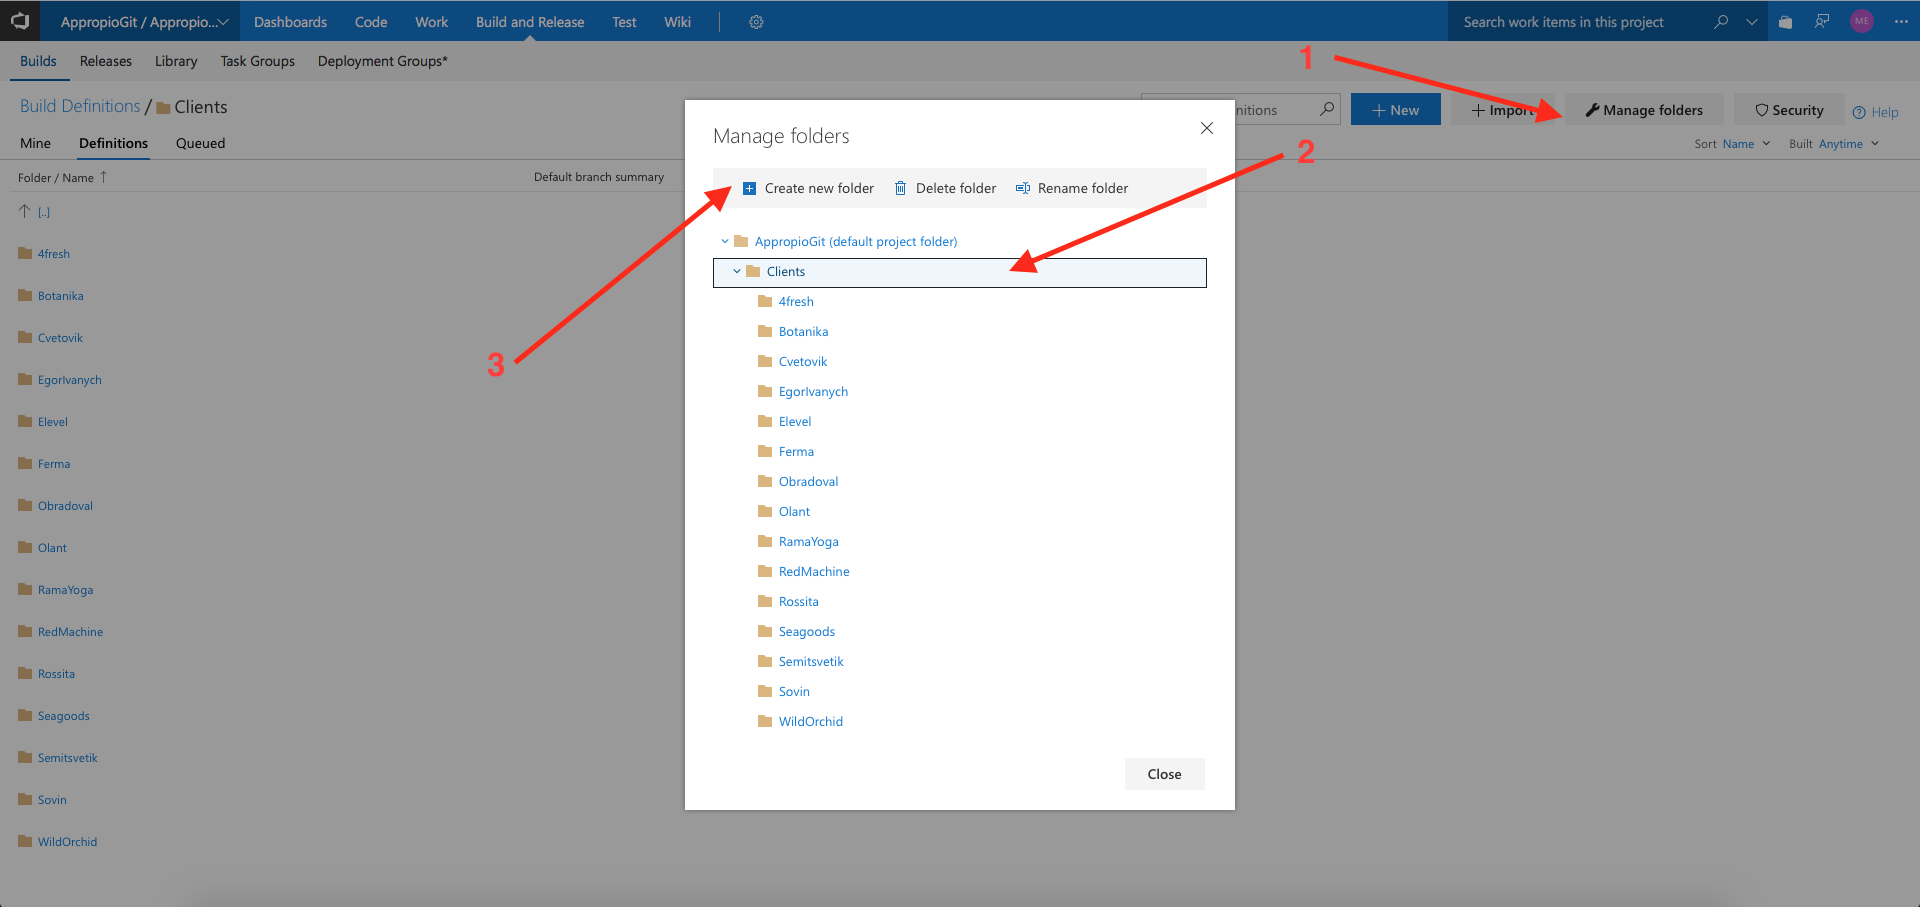 AppropioGit / Appropio...
Dashboards
Code
Work
Build and Release
Test
Wiki
Search work items in this project
ME
Builds
Releases
Library
Task Groups
Deployment Groups*
1
Build Definitions / Clients
nitions
+ New
+ Import
Manage folders
Security
Help
Mine
Definitions
Queued
Sort Name
Built Anytime
Folder / Name
Default branch summary
[..]
4fresh
Botanika
Cvetovik
EgorIvanych
Elevel
Ferma
Obradoval
Olant
RamaYoga
RedMachine
Rossita
Seagoods
Semitsvetik
Sovin
WildOrchid
Manage folders
2
Create new folder
Delete folder
Rename folder
3
AppropioGit (default project folder)
Clients
4fresh
Botanika
Cvetovik
EgorIvanych
Elevel
Ferma
Obradoval
Olant
RamaYoga
RedMachine
Rossita
Seagoods
Semitsvetik
Sovin
WildOrchid
Close